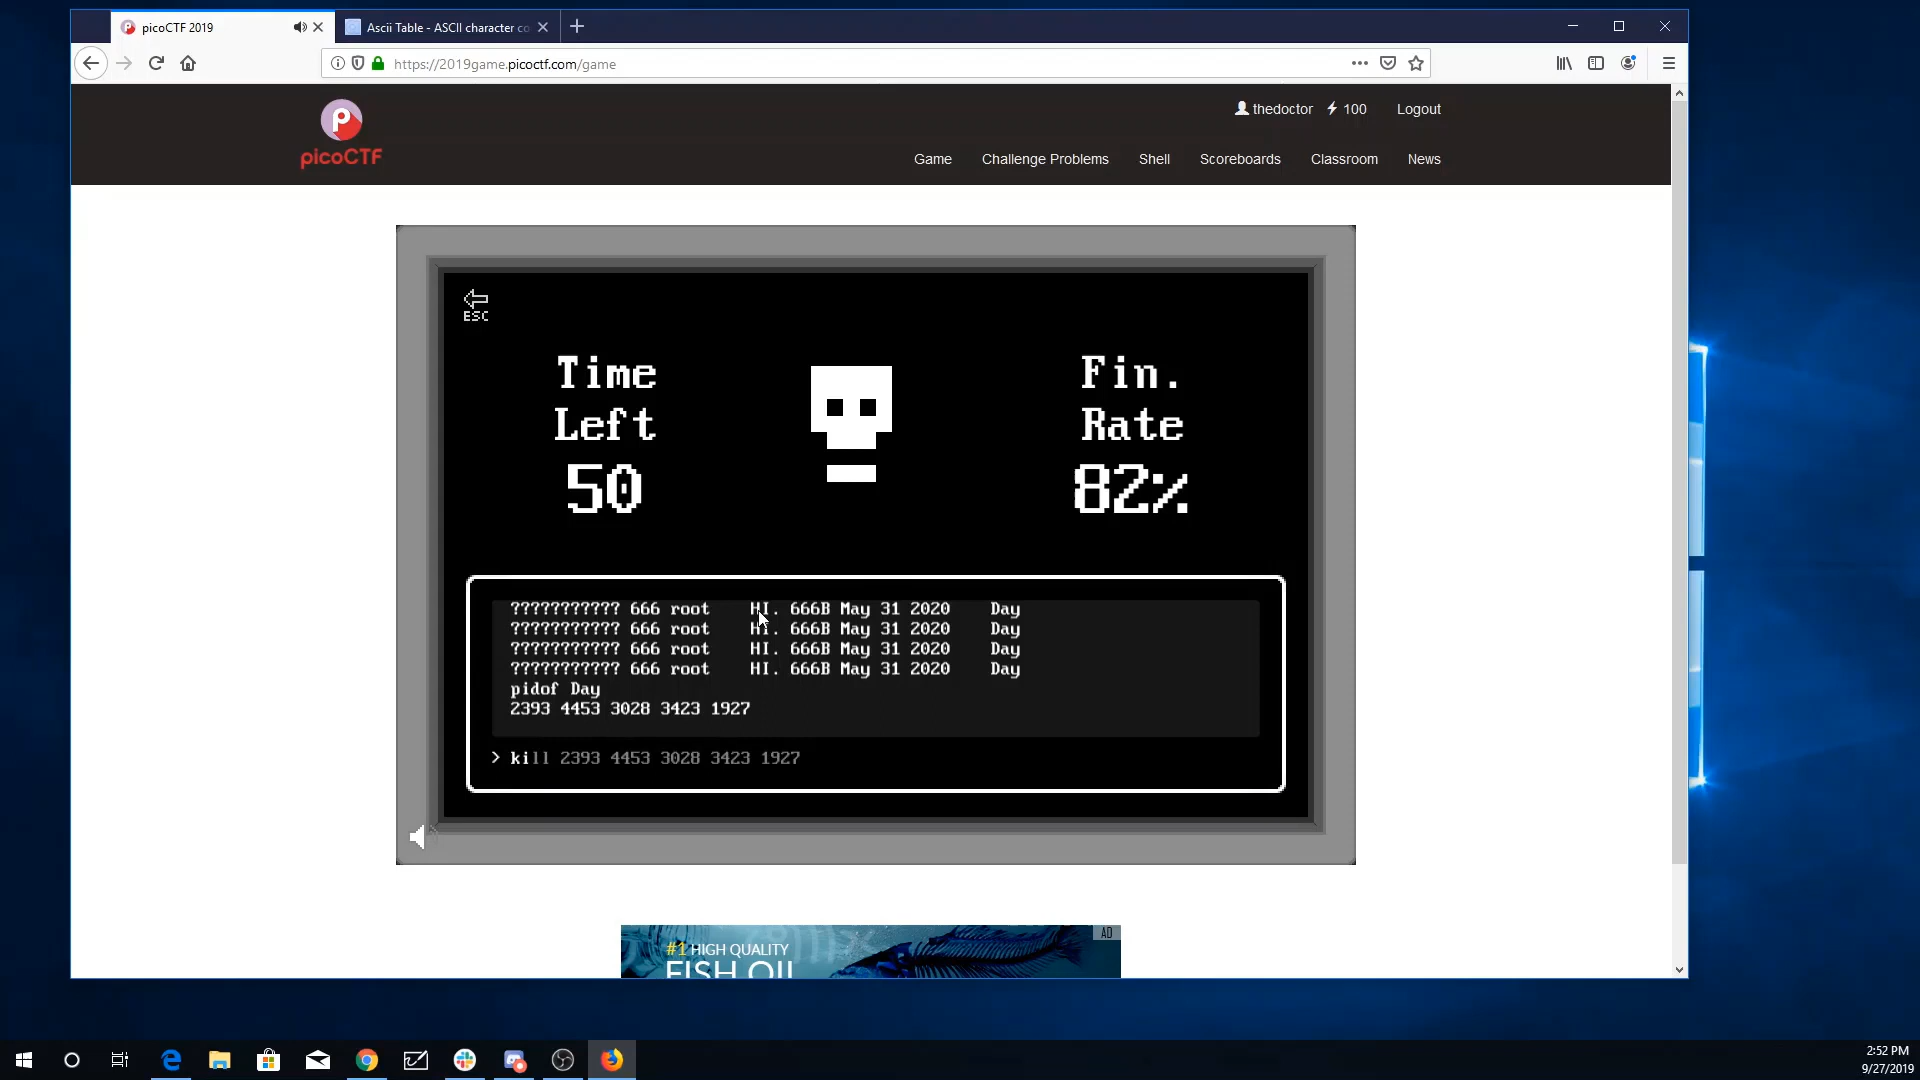 picoCTF 2019
Ascii Table - ASCII character co
https://2019game.picoctf.com/game
thedoctor 100 Logout
picoCTF
Game Challenge Problems Shell Scoreboards Classroom News
ESC
Time
Left
50
Fin.
Rate
82%
??????????? 666 root HI. 666B May 31 2020 Day
??????????? 666 root HI. 666B May 31 2020 Day
??????????? 666 root HI. 666B May 31 2020 Day
??????????? 666 root HI. 666B May 31 2020 Day
pidof Day
2393 4453 3028 3423 1927
> kill 2393 4453 3028 3423 1927
AD
#1 HIGH QUALITY
FISH OIL
2:52 PM
9/27/2019